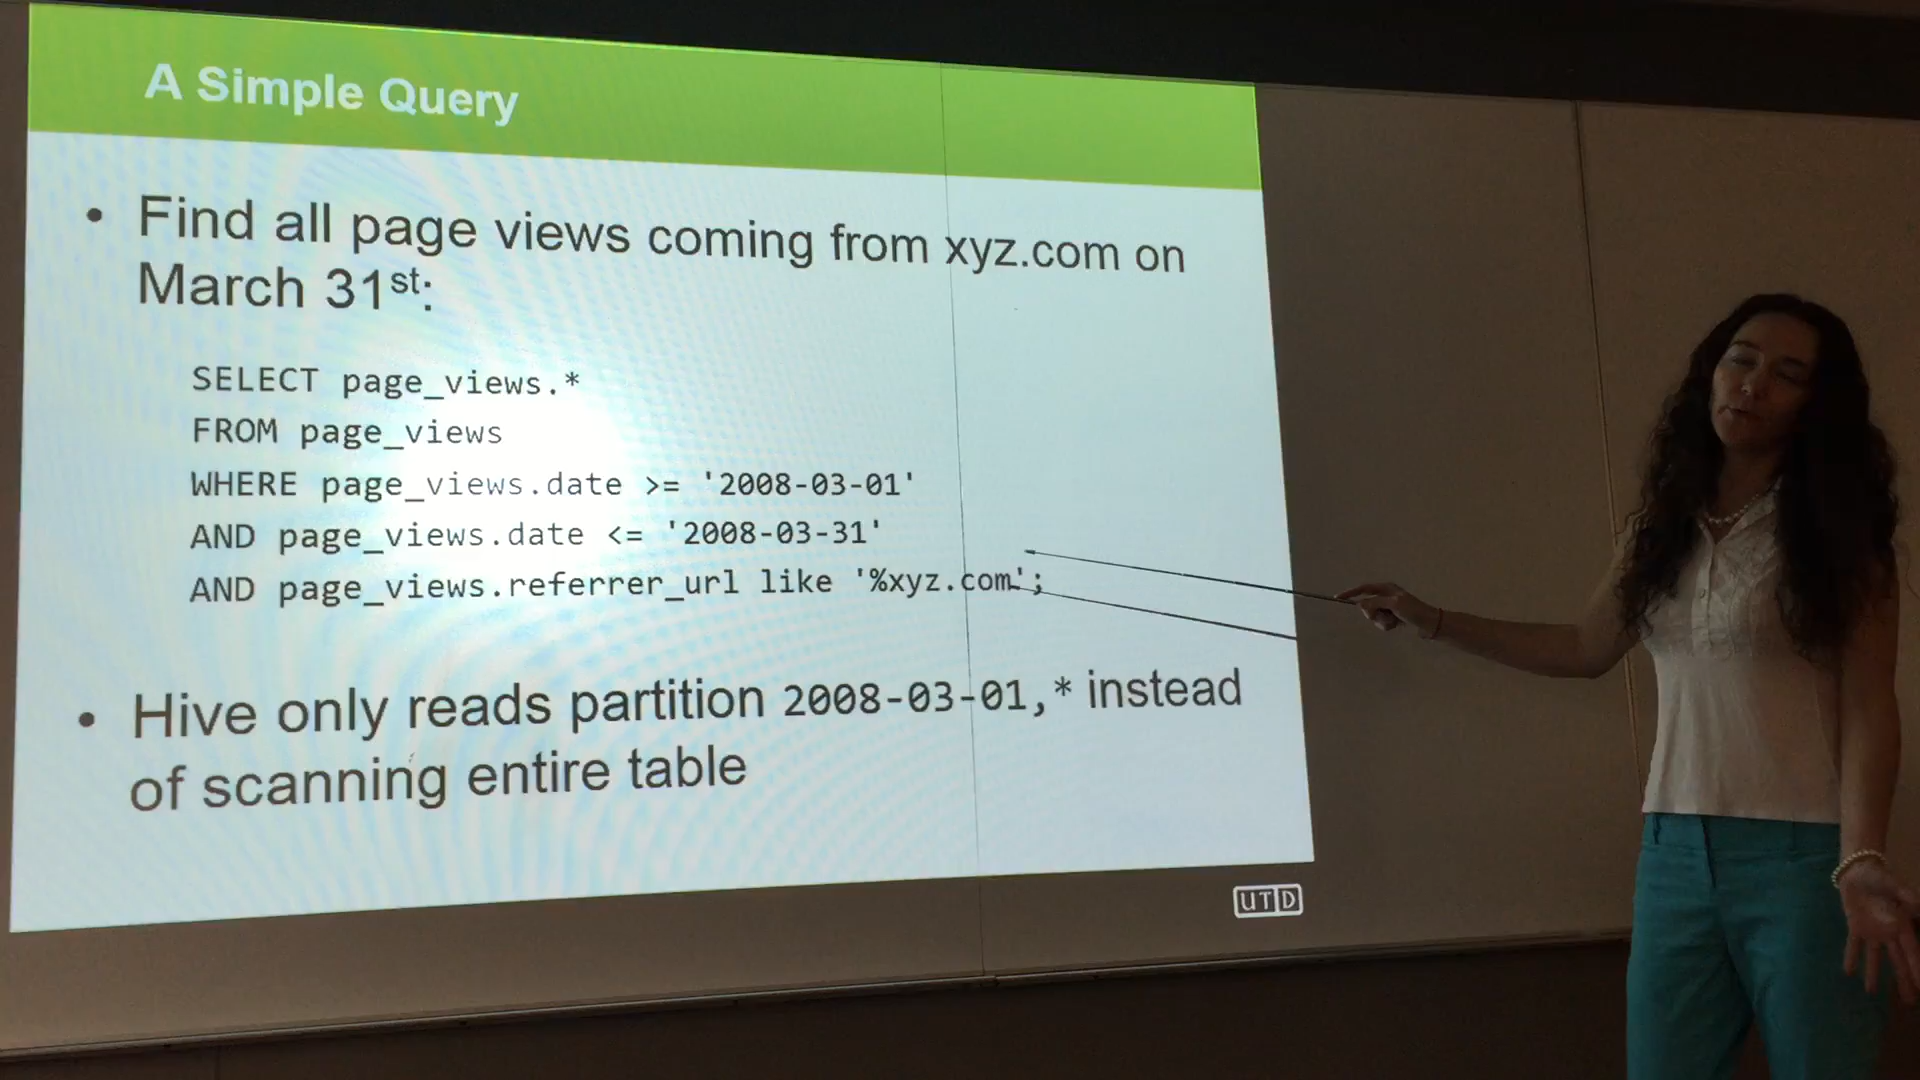 A Simple Query
• Find all page views coming from xyz.com on
March 31st:
SELECT page_views.*
FROM page_views
WHERE page_views.date >= '2008-03-01'
AND page_views.date <= '2008-03-31'
AND page_views.referrer_url like '%xyz.com';
• Hive only reads partition 2008-03-01,* instead
of scanning entire table
UTD